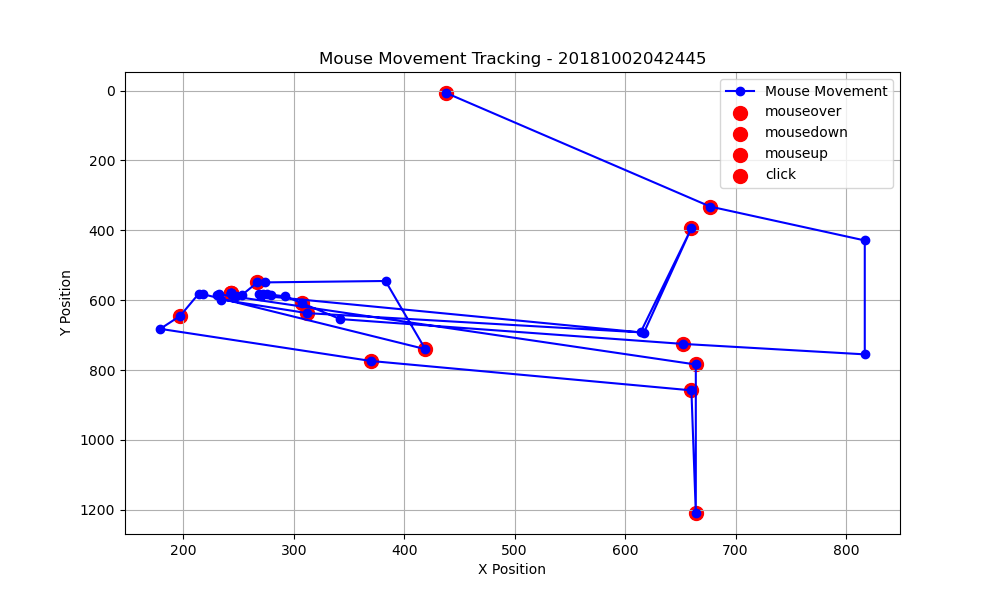 Mouse Movement Tracking - 20181002042445
Mouse Movement
mouseover
mousedown
mouseup
click
0
200
400
600
800
1000
1200
Y Position
200 300 400 500 600 700 800
X Position